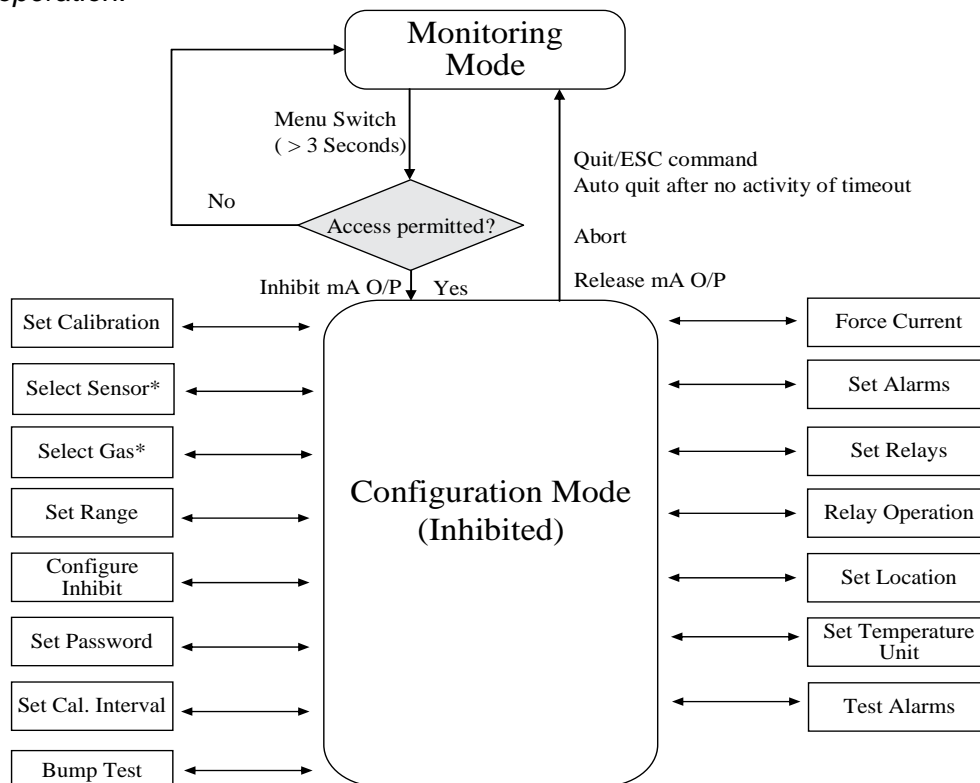 operation.
Monitoring
Mode
Menu Switch
( > 3 Seconds)
Quit/ESC command
Auto quit after no activity of timeout
No
Access permitted?
Abort
Inhibit mA O/P
Yes
Release mA O/P
Set Calibration
Force Current
Select Sensor*
Set Alarms
Select Gas*
Set Relays
Configuration Mode
(Inhibited)
Set Range
Relay Operation
Configure
Inhibit
Set Location
Set Password
Set Temperature
Unit
Set Cal. Interval
Test Alarms
Bump Test